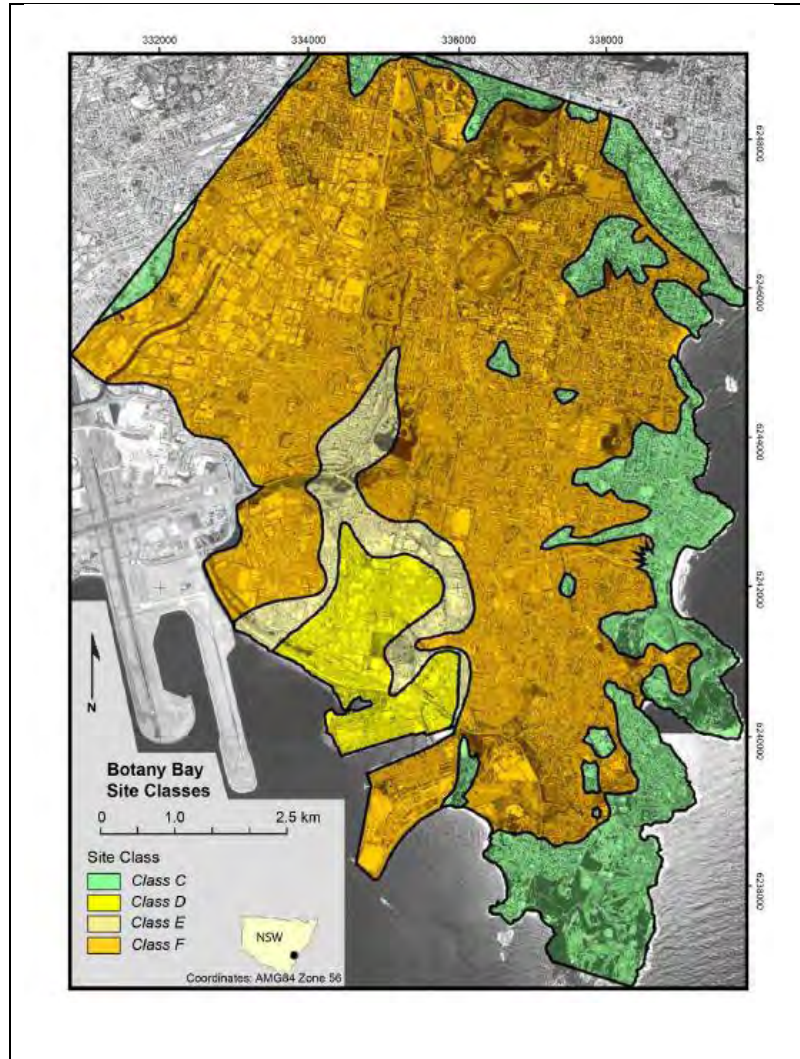 332000
334000
336000
338000
6248000
6246000
6244000
6242000
6240000
6238000
N
Botany Bay
Site Classes
0 1.0 2.5 km
Site Class
Class C
Class D
Class E
Class F
NSW
Coordinates: AMG84 Zone 56